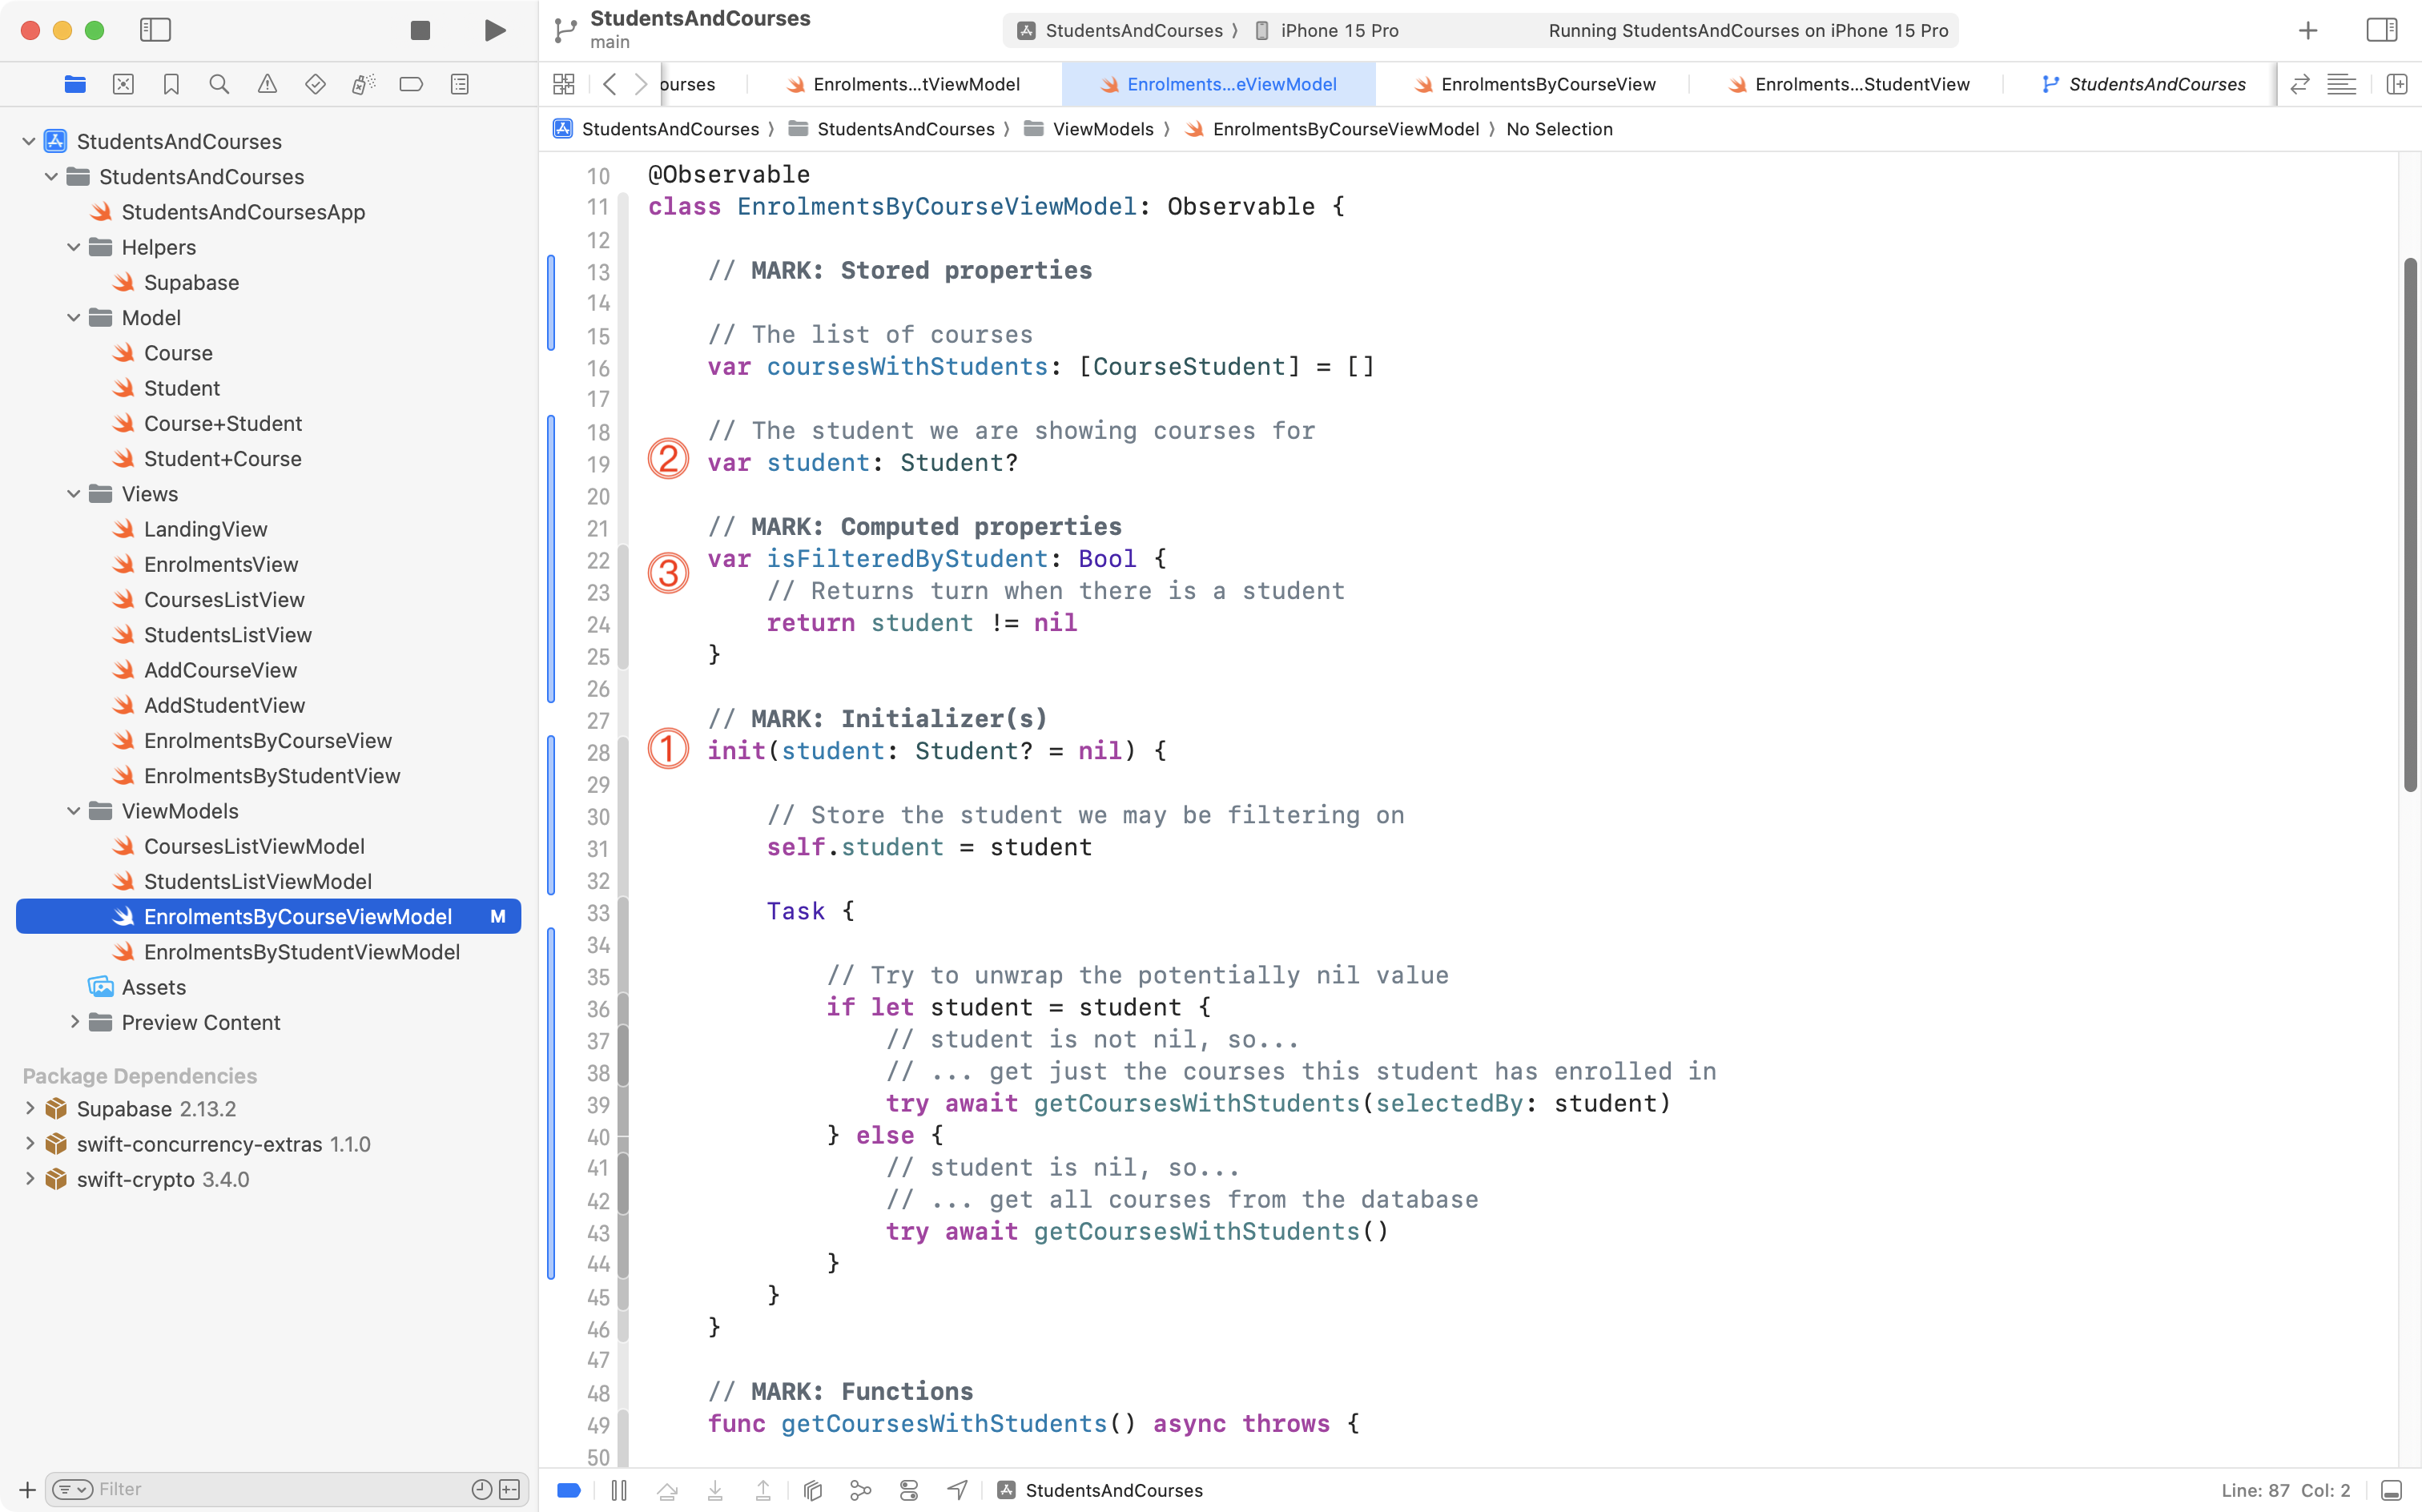 StudentsAndCourses
main
StudentsAndCourses 〉 iPhone 15 Pro
Running StudentsAndCourses on iPhone 15 Pro
ourses
Enrolments...tViewModel
Enrolments...eViewModel
EnrolmentsByCourseView
Enrolments...StudentView
StudentsAndCourses
StudentsAndCourses 〉 StudentsAndCourses 〉 ViewModels 〉 EnrolmentsByCourseViewModel 〉 No Selection
StudentsAndCourses
StudentsAndCourses
StudentsAndCoursesApp
Helpers
Supabase
Model
Course
Student
Course+Student
Student+Course
Views
LandingView
EnrolmentsView
CoursesListView
StudentsListView
AddCourseView
AddStudentView
EnrolmentsByCourseView
EnrolmentsByStudentView
ViewModels
CoursesListViewModel
StudentsListViewModel
EnrolmentsByCourseViewModel M
EnrolmentsByStudentViewModel
Assets
Preview Content
Package Dependencies
Supabase 2.13.2
swift-concurrency-extras 1.1.0
swift-crypto 3.4.0
Filter
10 @Observable
11 class EnrolmentsByCourseViewModel: Observable {
12
13 // MARK: Stored properties
14
15 // The list of courses
16 var coursesWithStudents: [CourseStudent] = []
17
18 // The student we are showing courses for
19 ② var student: Student?
20
21 // MARK: Computed properties
22 var isFilteredByStudent: Bool {
③
23 // Returns turn when there is a student
24 return student != nil
25 }
26
27 // MARK: Initializer(s)
28 ① init(student: Student? = nil) {
29
30 // Store the student we may be filtering on
31 self.student = student
32
33 Task {
34
35 // Try to unwrap the potentially nil value
36 if let student = student {
37 // student is not nil, so...
38 // ... get just the courses this student has enrolled in
39 try await getCoursesWithStudents(selectedBy: student)
40 } else {
41 // student is nil, so...
42 // ... get all courses from the database
43 try await getCoursesWithStudents()
44 }
45 }
46 }
47
48 // MARK: Functions
49 func getCoursesWithStudents() async throws {
50
StudentsAndCourses
Line: 87 Col: 2